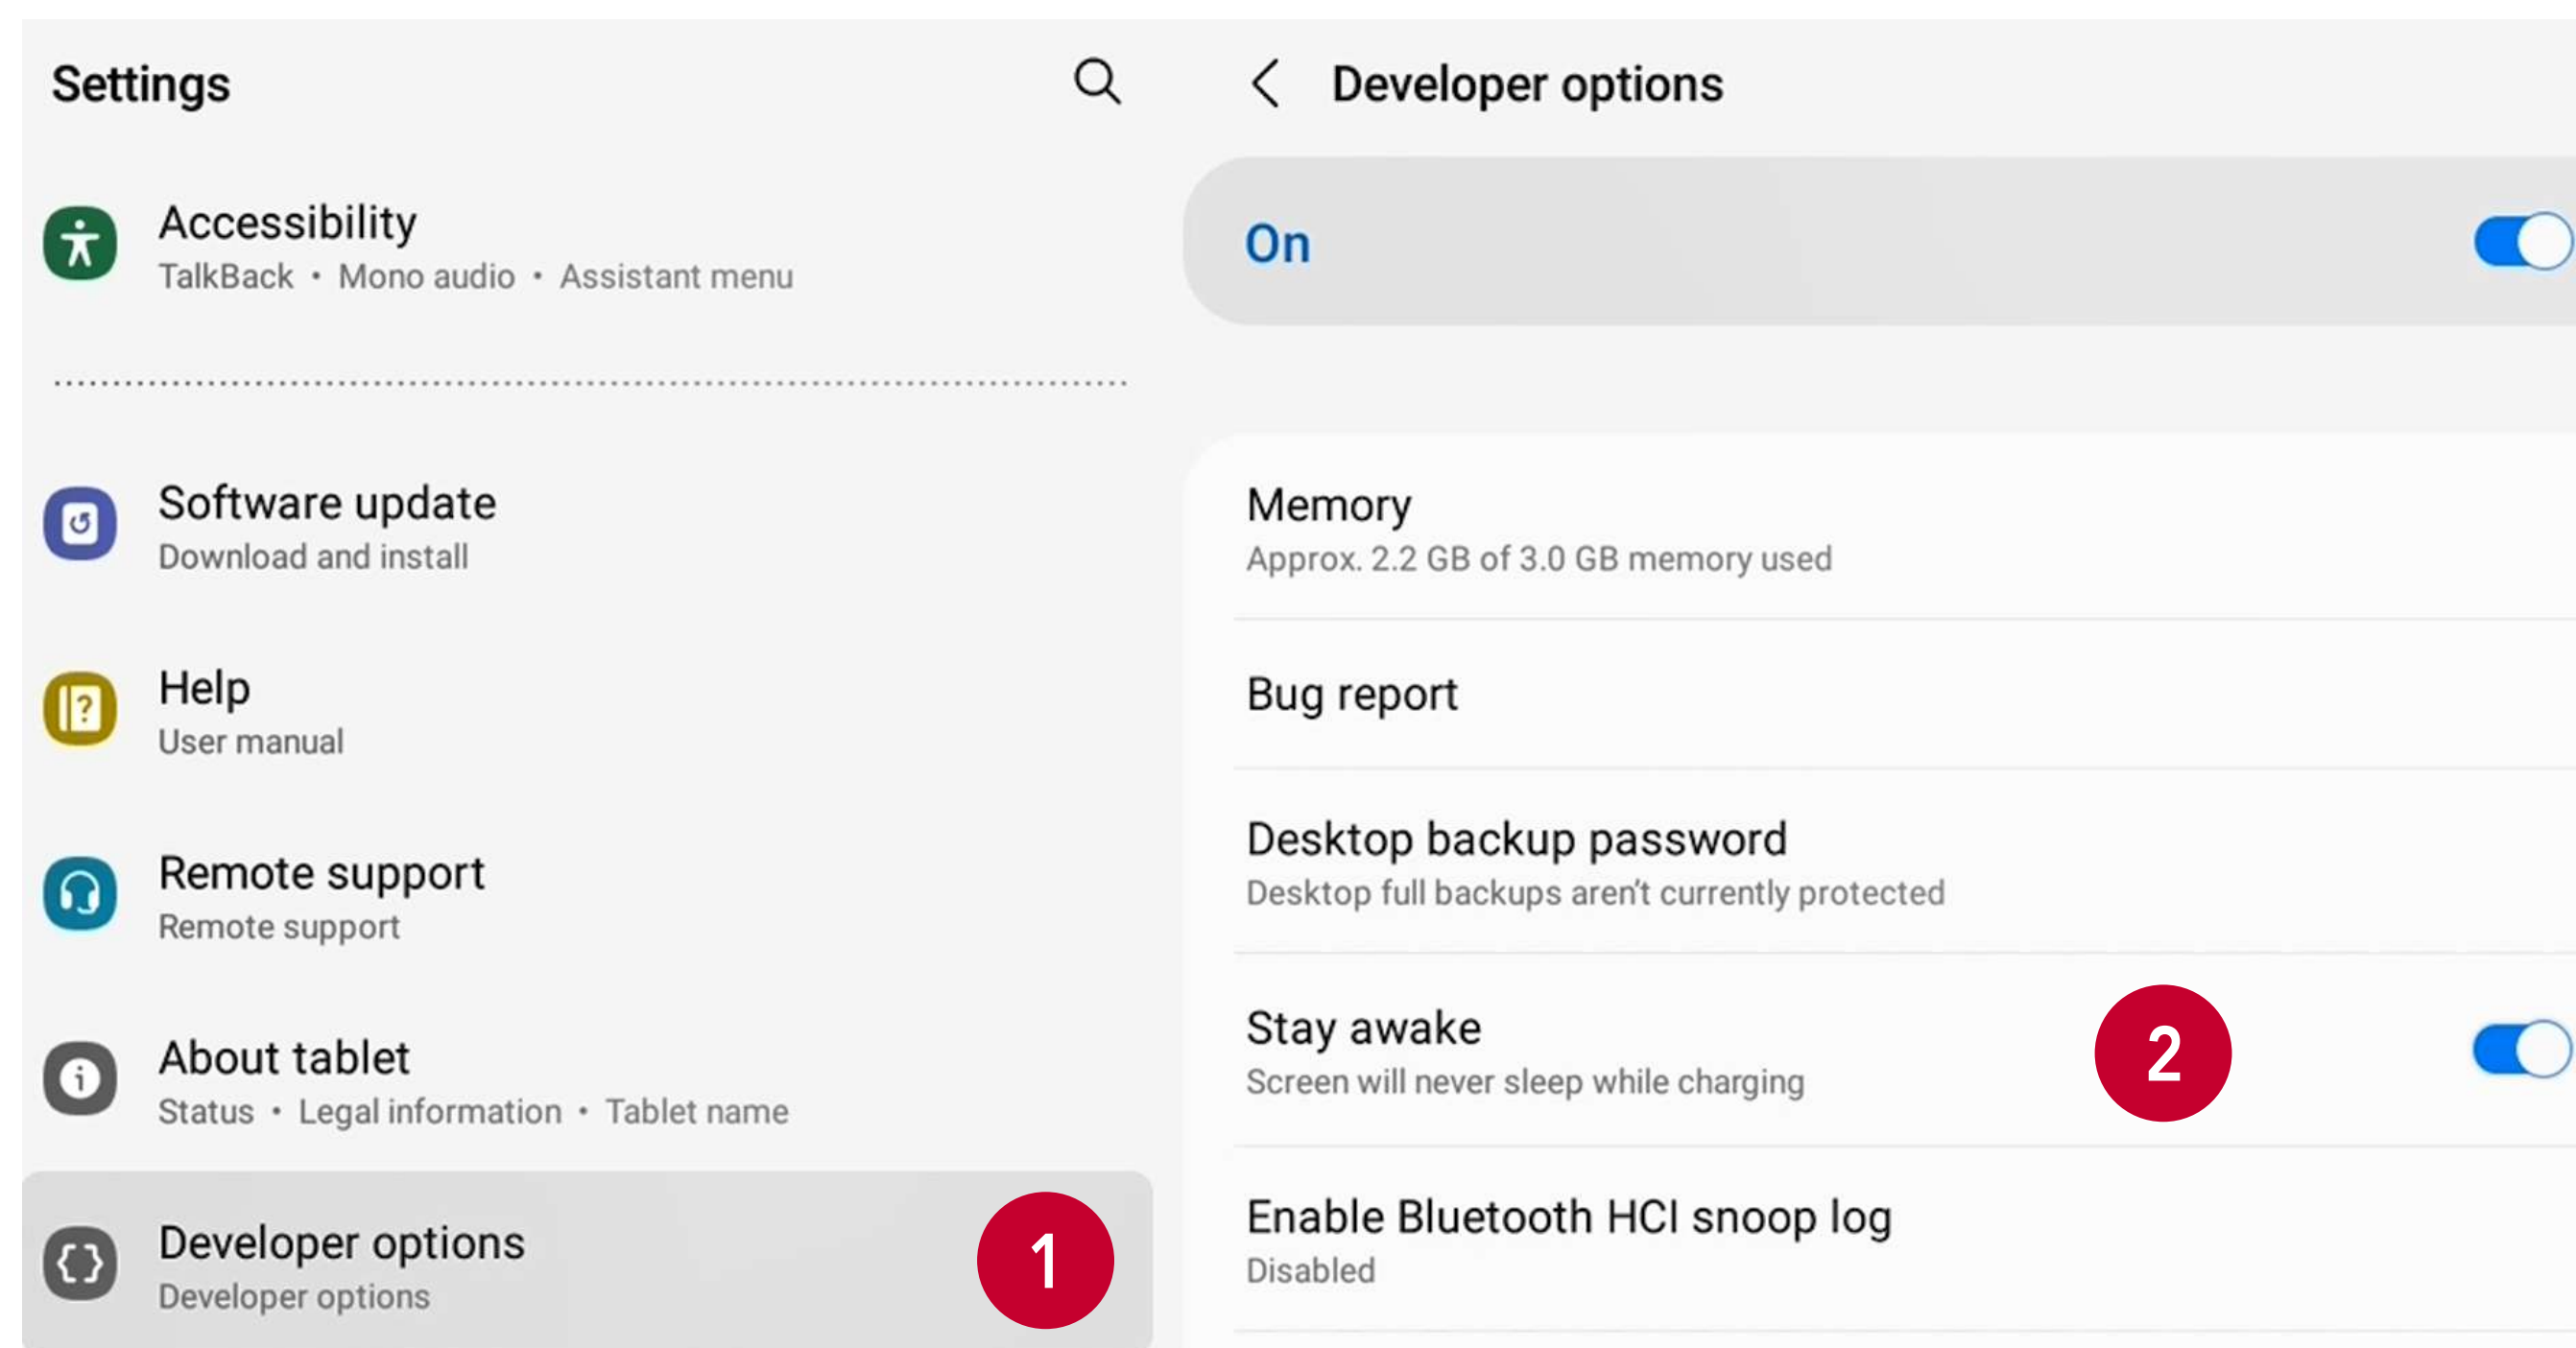 Settings
Accessibility
TalkBack • Mono audio • Assistant menu
Software update
Download and install
Help
User manual
Remote support
Remote support
About tablet
Status • Legal information • Tablet name
Developer options
Developer options
1
Developer options
On
Memory
Approx. 2.2 GB of 3.0 GB memory used
Bug report
Desktop backup password
Desktop full backups aren't currently protected
Stay awake
Screen will never sleep while charging
2
Enable Bluetooth HCI snoop log
Disabled